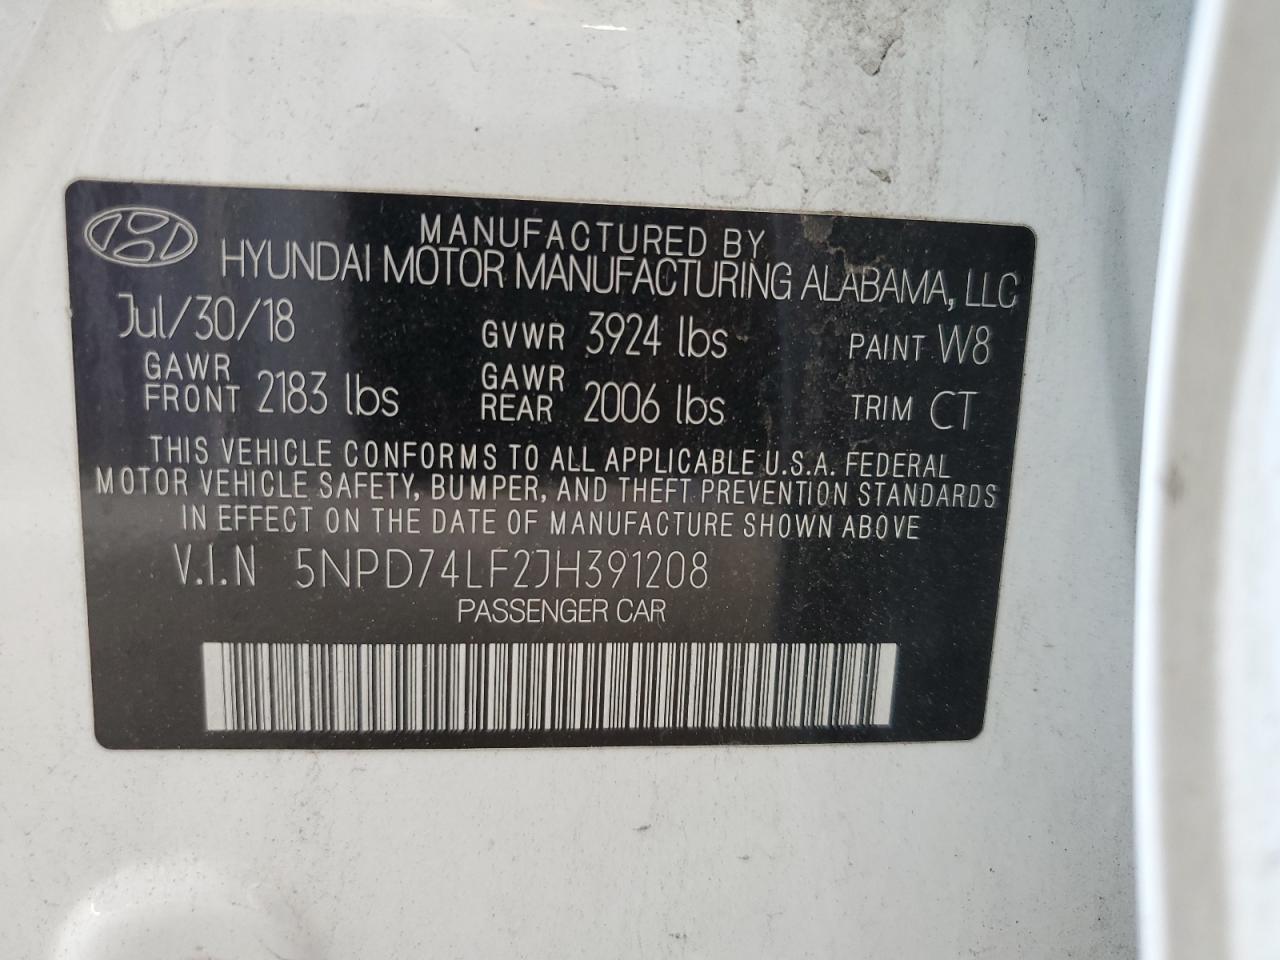 MANUFACTURED BY
HYUNDAI MOTOR MANUFACTURING ALABAMA, LLC
Jul/30/18 GVWR 3924 lbs PAINT W8
GAWR FRONT 2183 lbs GAWR REAR 2006 lbs TRIM CT
THIS VEHICLE CONFORMS TO ALL APPLICABLE U.S.A. FEDERAL
MOTOR VEHICLE SAFETY, BUMPER, AND THEFT PREVENTION STANDARDS
IN EFFECT ON THE DATE OF MANUFACTURE SHOWN ABOVE
V.I.N 5NPD74LF2JH391208
PASSENGER CAR